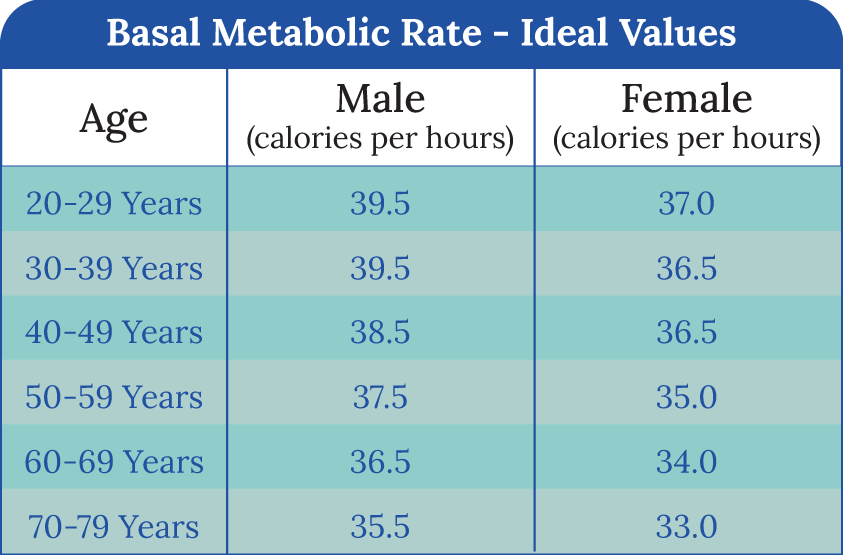 Basal Metabolic Rate - Ideal Values
Age Male Female
(calories per hours) (calories per hours)
20-29 Years 39.5 37.0
30-39 Years 39.5 36.5
40-49 Years 38.5 36.5
50-59 Years 37.5 35.0
60-69 Years 36.5 34.0
70-79 Years 35.5 33.0